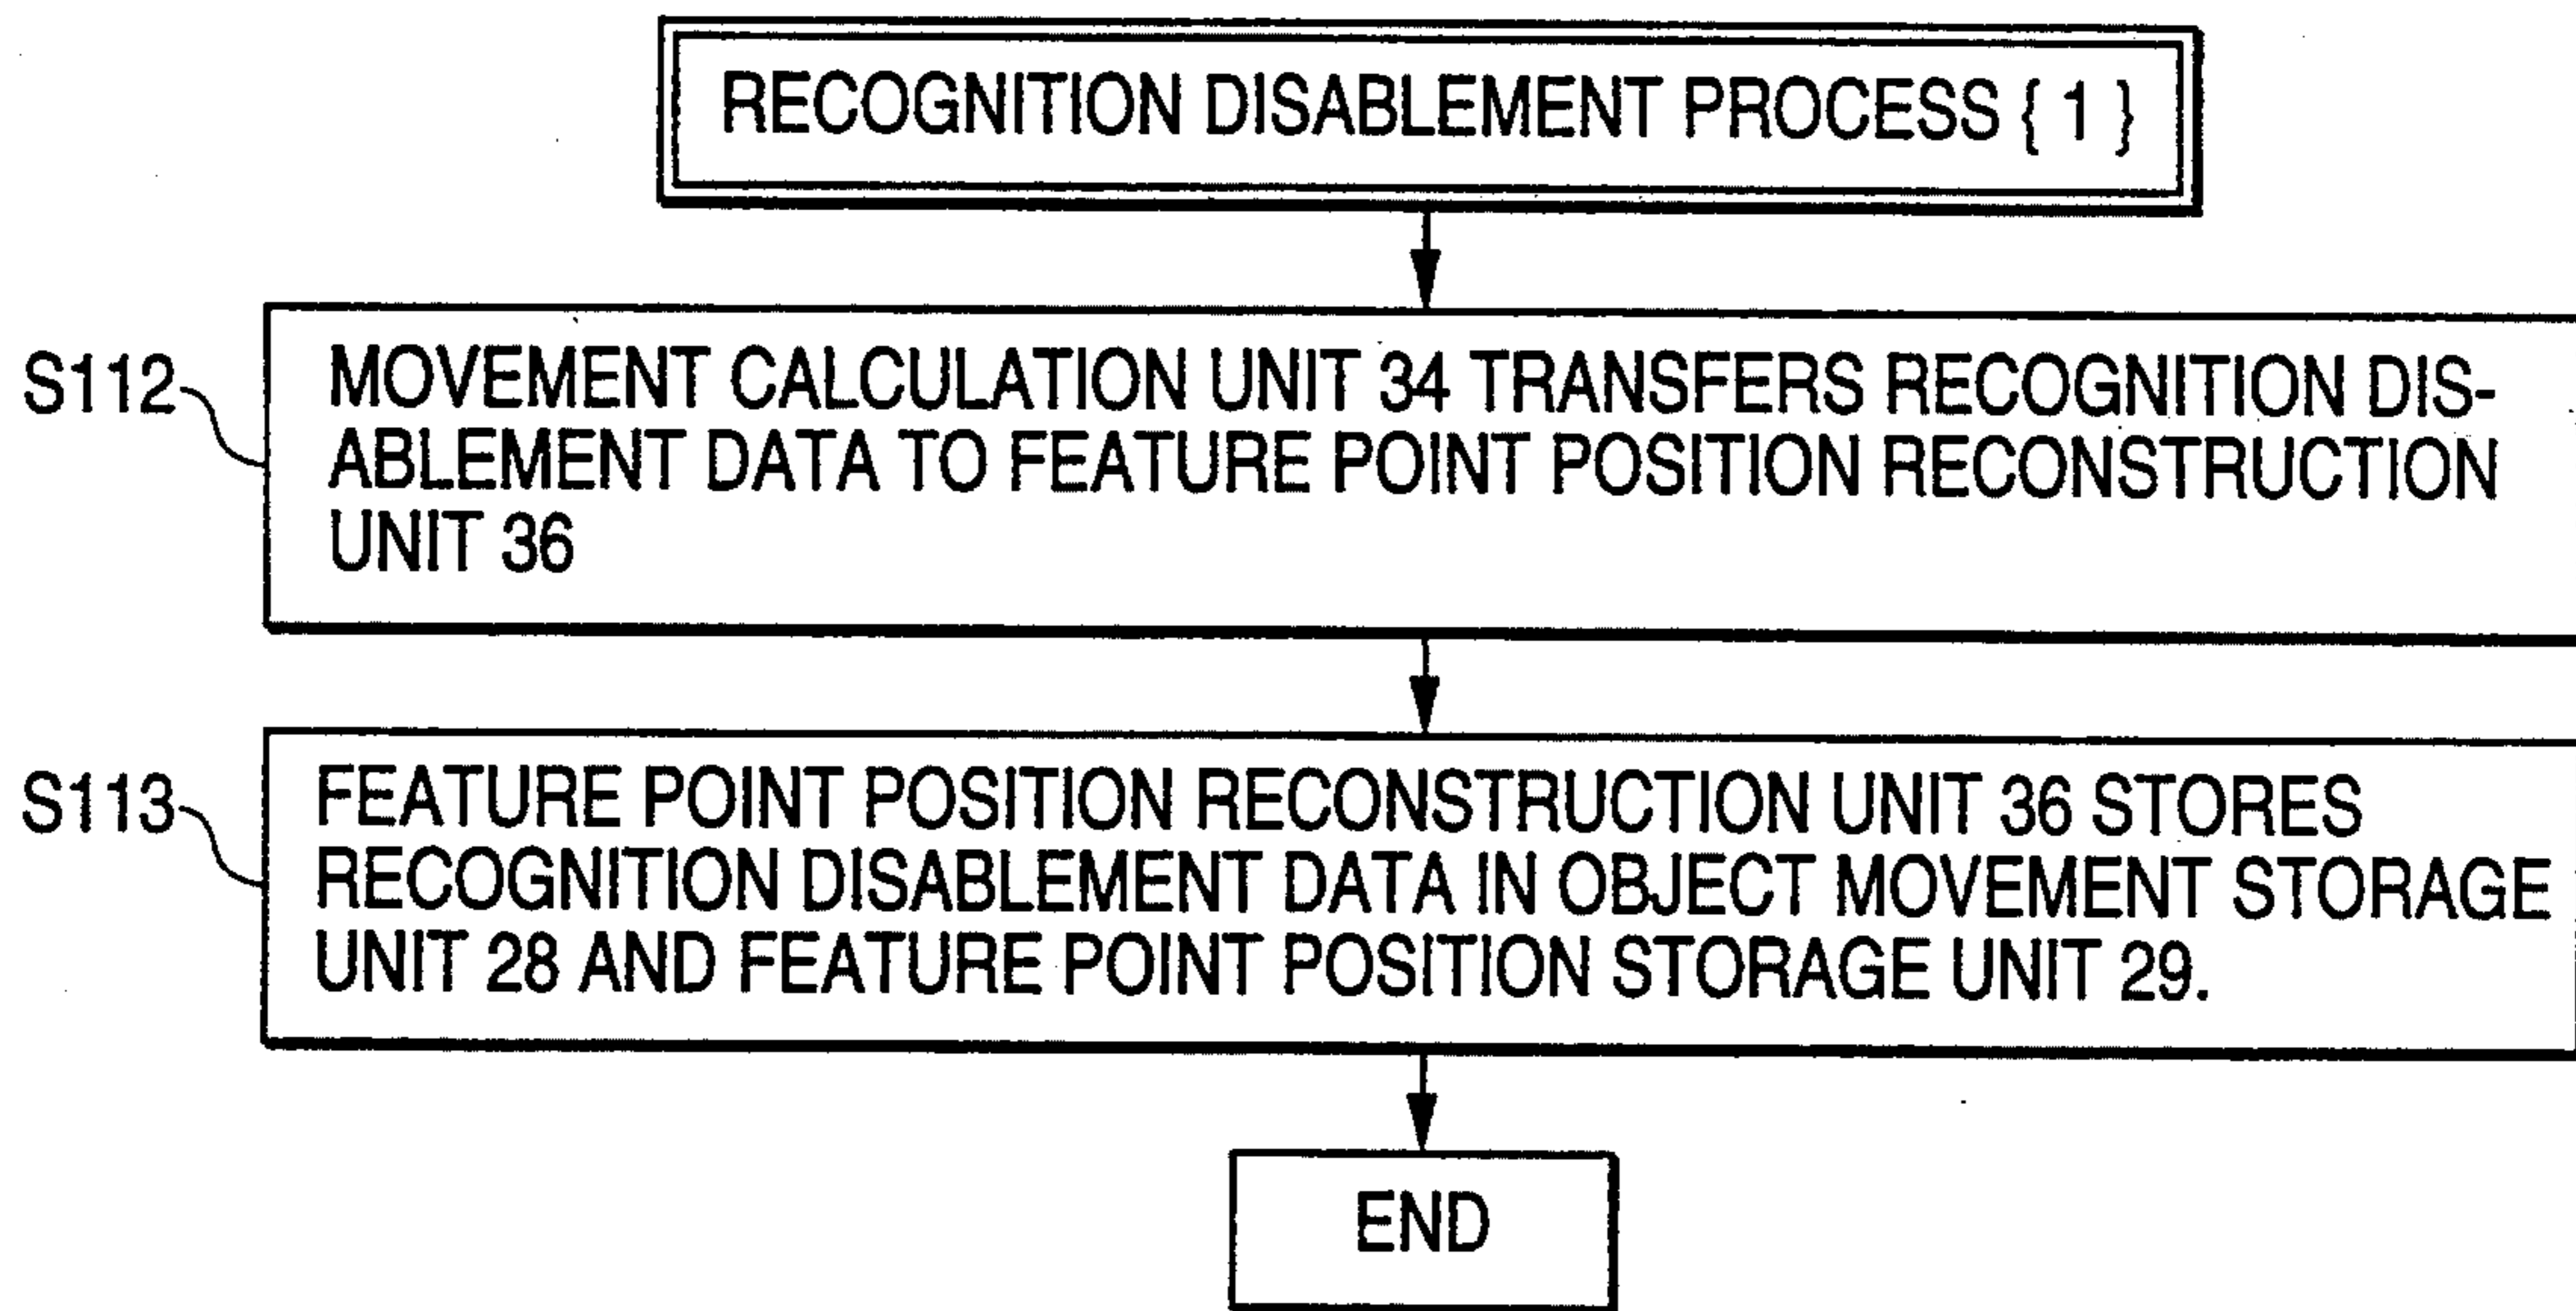 RECOGNITION DISABLEMENT PROCESS { 1 }
S112
MOVEMENT CALCULATION UNIT 34 TRANSFERS RECOGNITION DIS-
ABLEMENT DATA TO FEATURE POINT POSITION RECONSTRUCTION
UNIT 36
S113
FEATURE POINT POSITION RECONSTRUCTION UNIT 36 STORES
RECOGNITION DISABLEMENT DATA IN OBJECT MOVEMENT STORAGE
UNIT 28 AND FEATURE POINT POSITION STORAGE UNIT 29.
END